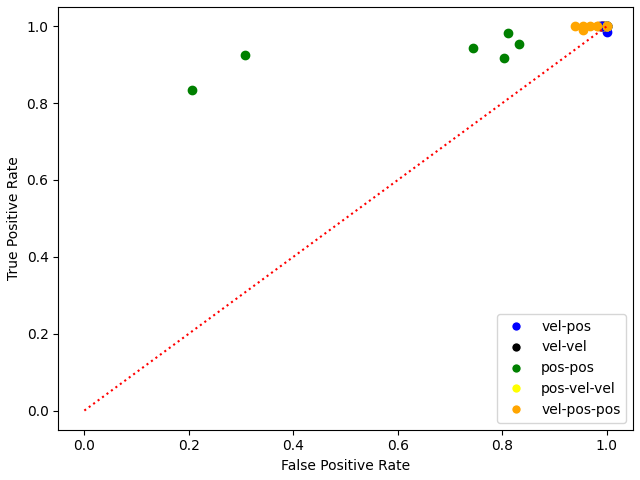 1.0
0.8
0.6
0.4
0.2
0.0
True Positive Rate
0.0 0.2 0.4 0.6 0.8 1.0
False Positive Rate
vel-pos
vel-vel
pos-pos
pos-vel-vel
vel-pos-pos